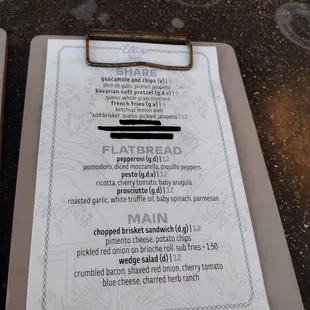 Ellis
SHARE
guacamole and chips (v) | 8
pico de gallo, pickled jalapeño
bavarian soft pretzel (g,d,v) | 9
queso, whole grain mustard
french fries (g,v) | 6
ketchup, lemon aioli
*add brisket, queso, pickled jalapeño | 12
FLATBREAD
pepperoni (g,d) | 12
pomodoro, diced mozzarella, piquillo peppers
pesto (g,d,v) | 12
ricotta, cherry tomato, baby arugula
prosciutto (g,d) | 12
roasted garlic, white truffle oil, baby spinach, parmesan
MAIN
chopped brisket sandwich (d,g) | 12
pimento cheese, potato chips
pickled red onion on brioche roll. sub fries + 1.50
wedge salad (d) | 12
crumbled bacon, shaved red onion, cherry tomato
blue cheese, charred herb ranch